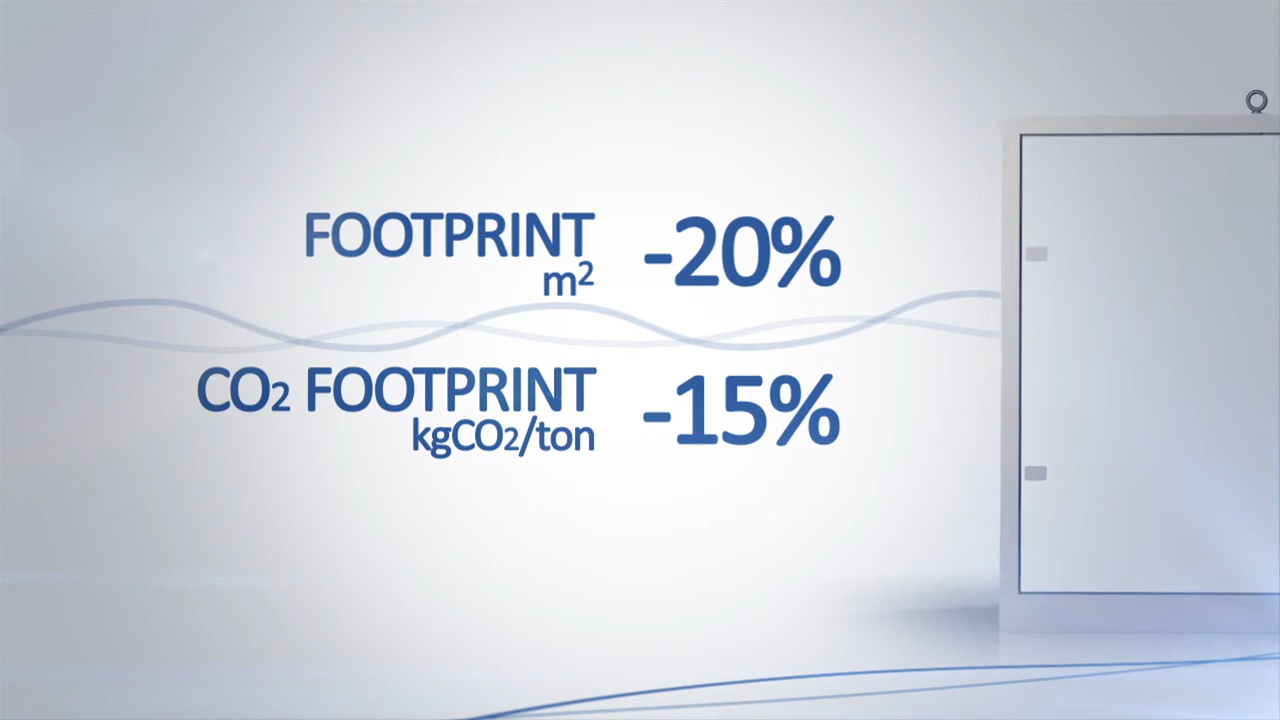 FOOTPRINT -20%
m²
CO₂ FOOTPRINT -15%
kgCO₂/ton